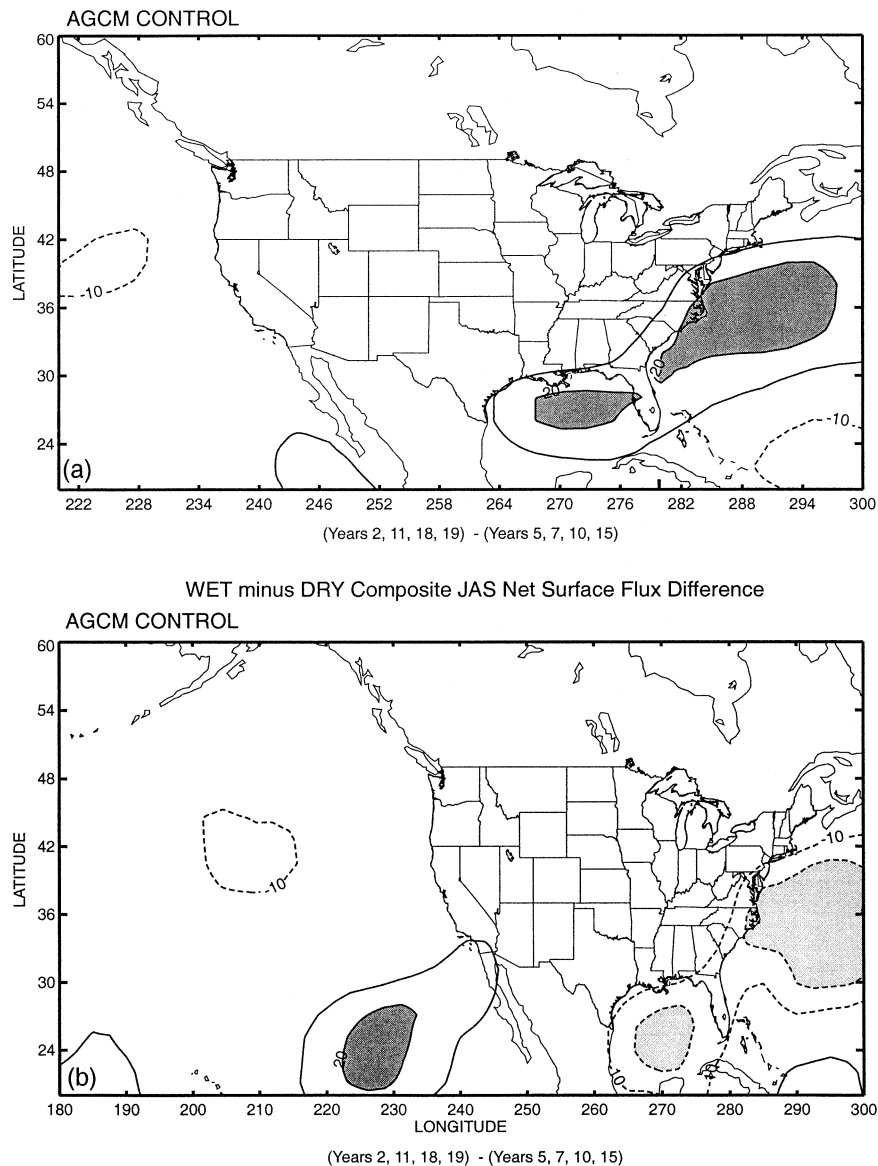 AGCM CONTROL
60
54
48
42
36
30
24
LATITUDE
-10
20
20
-10
(a)
222 228 234 240 246 252 258 264 270 276 282 288 294 300
(Years 2, 11, 18, 19) - (Years 5, 7, 10, 15)
WET minus DRY Composite JAS Net Surface Flux Difference
AGCM CONTROL
60
54
48
42
36
30
24
LATITUDE
-10
-10
20
-10
(b)
180 190 200 210 220 230 240 250 260 270 280 290 300
LONGITUDE
(Years 2, 11, 18, 19) - (Years 5, 7, 10, 15)